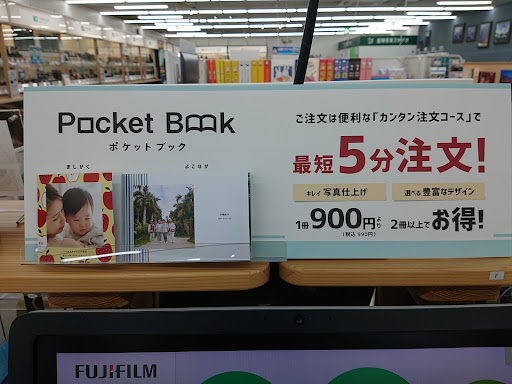 Pocket Book
ポケットブック
ましかく
よこなが
ご注文は便利な「カンタン注文コース」で
最短5分注文!
キレイ 写真仕上げ
選べる 豊富なデザイン
1冊900円より
(税込 990円)
2冊以上でお得!
F
FUJIFILM